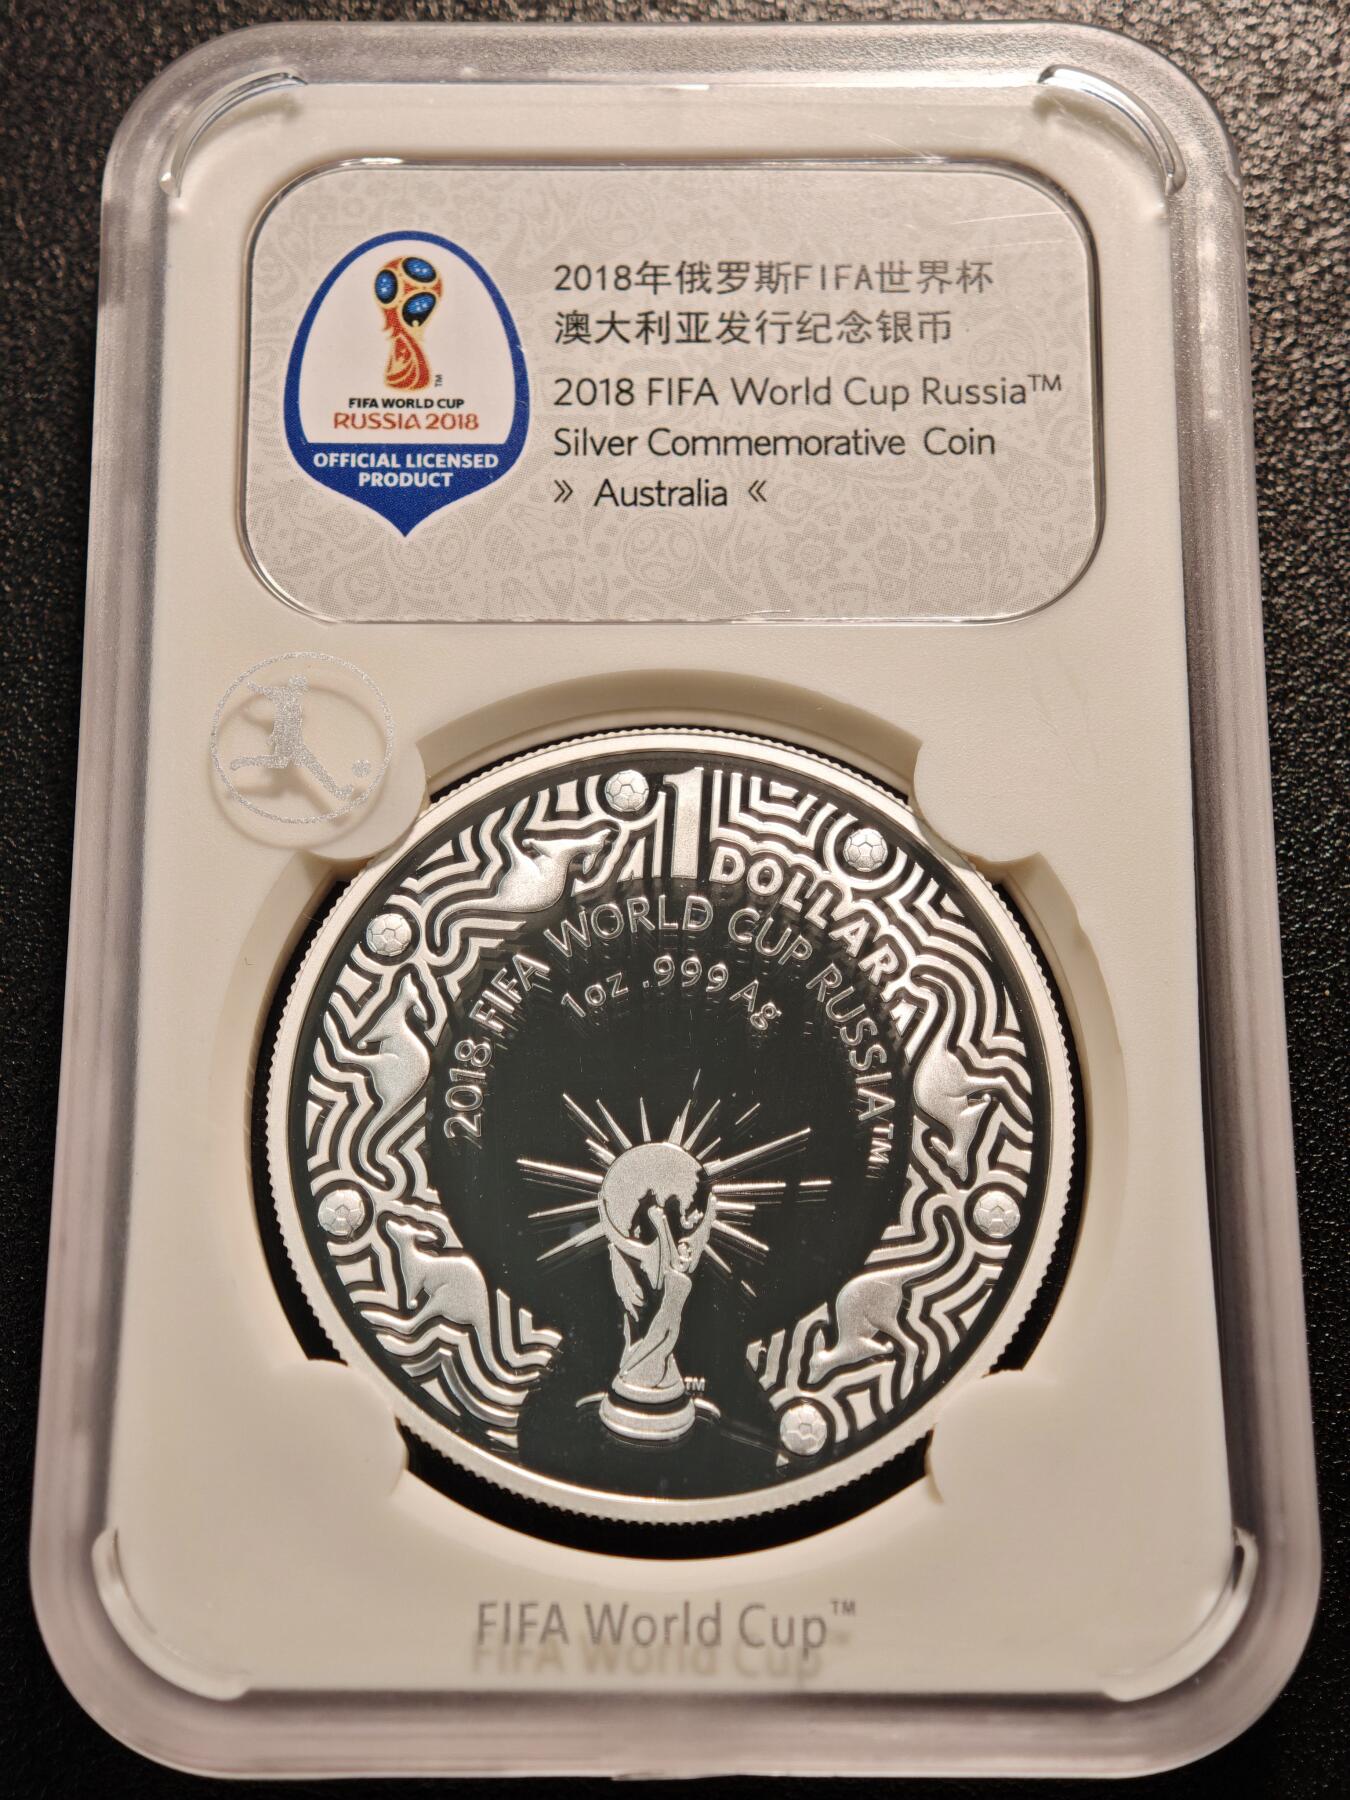 2018年俄罗斯FIFA世界杯
澳大利亚发行纪念银币
2018 FIFA World Cup Russia™
Silver Commemorative Coin
» Australia «
™
FIFA WORLD CUP
RUSSIA 2018
OFFICIAL LICENSED
PRODUCT
1
DOLLAR
2018 FIFA WORLD CUP RUSSIA™
1oz .999 Ag
™
FIFA World Cup™